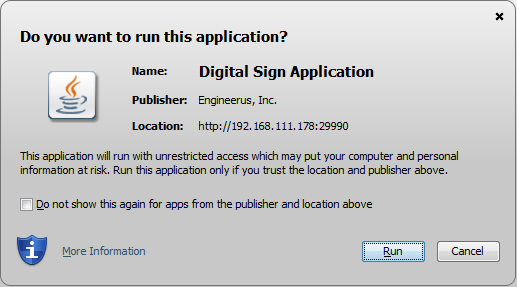 Do you want to run this application?
Name: Digital Sign Application
Publisher: Engineerus, Inc.
Location: http://192.168.111.178:29990
This application will run with unrestricted access which may put your computer and personal
information at risk. Run this application only if you trust the location and publisher above.
Do not show this again for apps from the publisher and location above
More Information
Run
Cancel